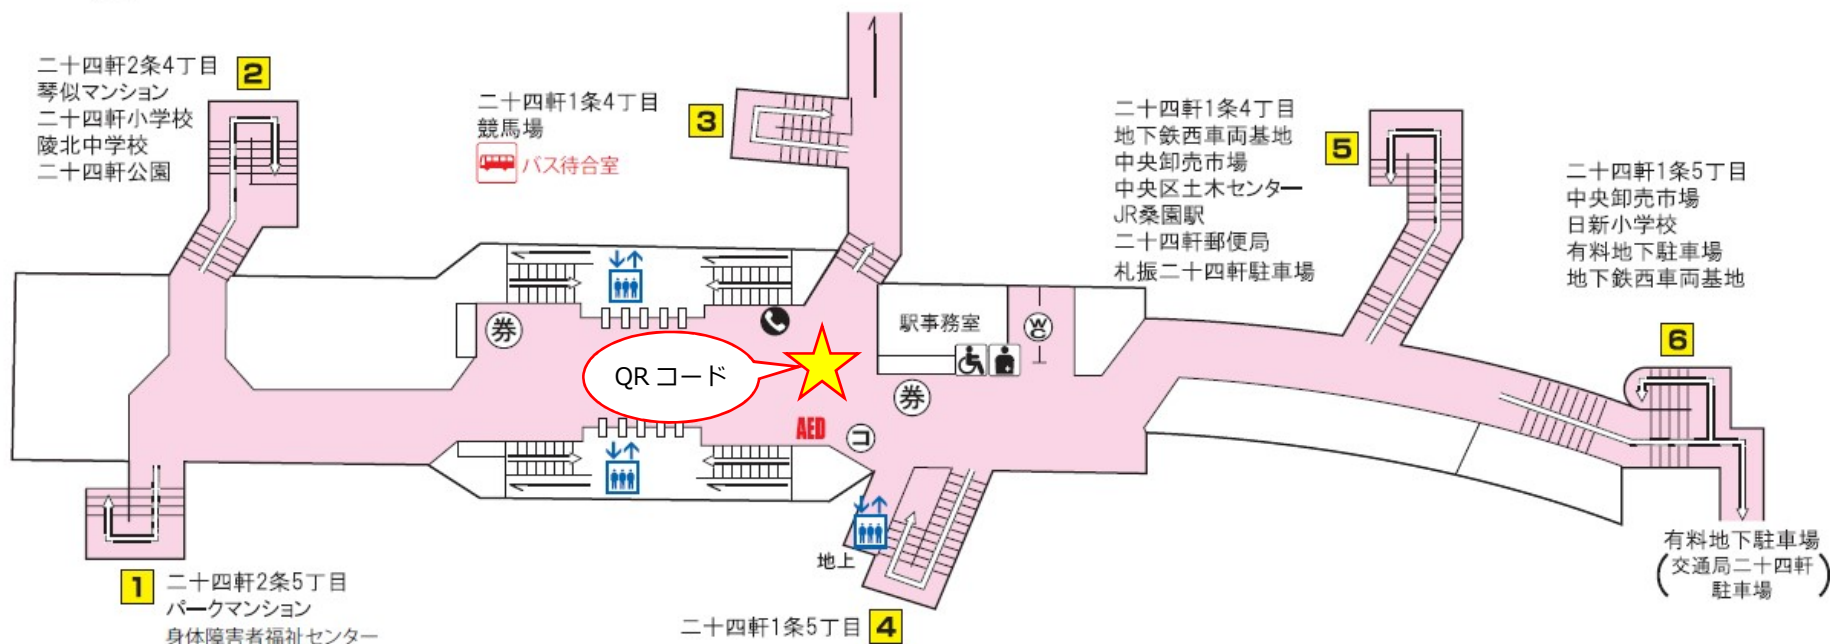 二十四軒2条4丁目
琴似マンション
二十四軒小学校
陵北中学校
二十四軒公園
2
二十四軒1条4丁目
競馬場
バス待合室
3
二十四軒1条4丁目
地下鉄西車両基地
中央卸売市場
中央区土木センター
JR桑園駅
二十四軒郵便局
札振二十四軒駐車場
5
二十四軒1条5丁目
中央卸売市場
日新小学校
有料地下駐車場
地下鉄西車両基地
6
券
QRコード
駅事務室
WC
券
AED
コ
地上
有料地下駐車場
(交通局二十四軒
駐車場)
1
二十四軒2条5丁目
パークマンション
身体障害者福祉センター
二十四軒1条5丁目
4